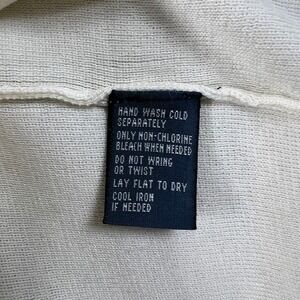 HAND WASH COLD
SEPARATELY
ONLY NON-CHLORINE
BLEACH WHEN NEEDED
DO NOT WRING
OR TWIST
LAY FLAT TO DRY
COOL IRON
IF NEEDED